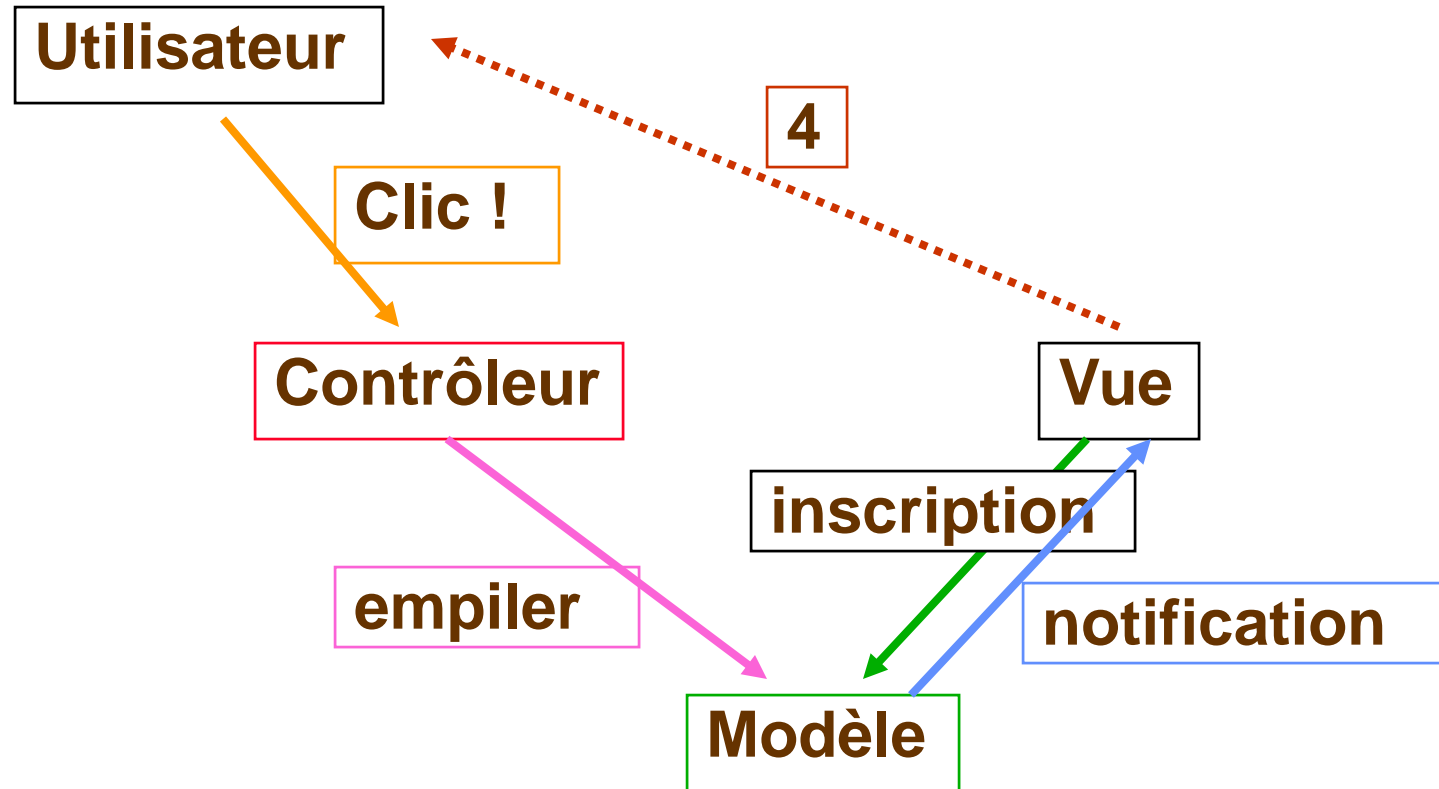 Utilisateur
4
Clic !
Contrôleur
Vue
inscription
empiler
notification
Modèle